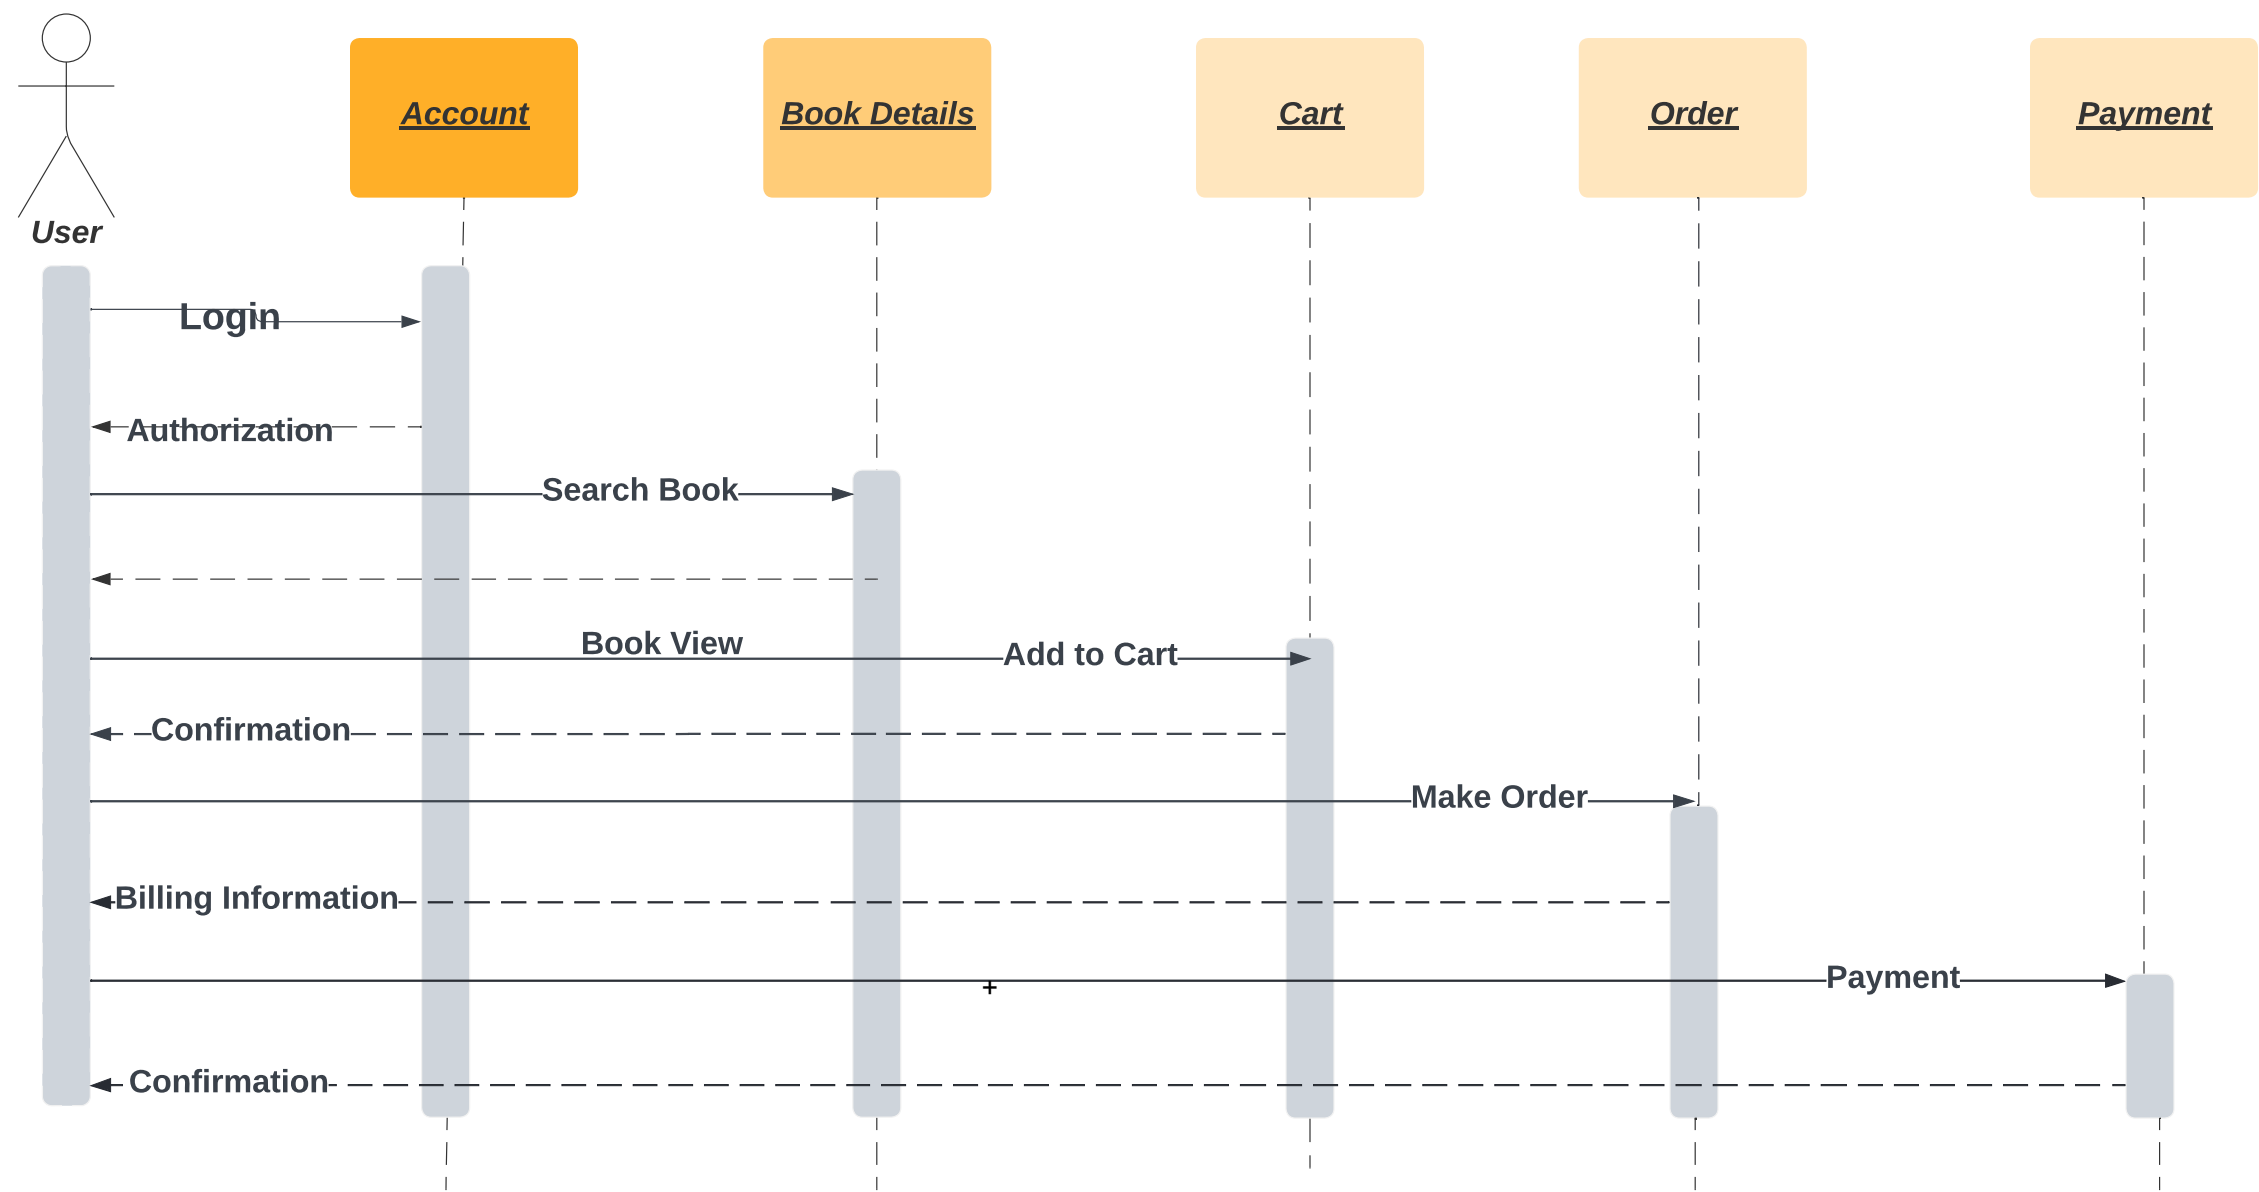 Account
Book Details
Cart
Order
Payment
User
Login
Authorization
Search Book
Book View
Add to Cart
Confirmation
Make Order
Billing Information
Payment
+
Confirmation